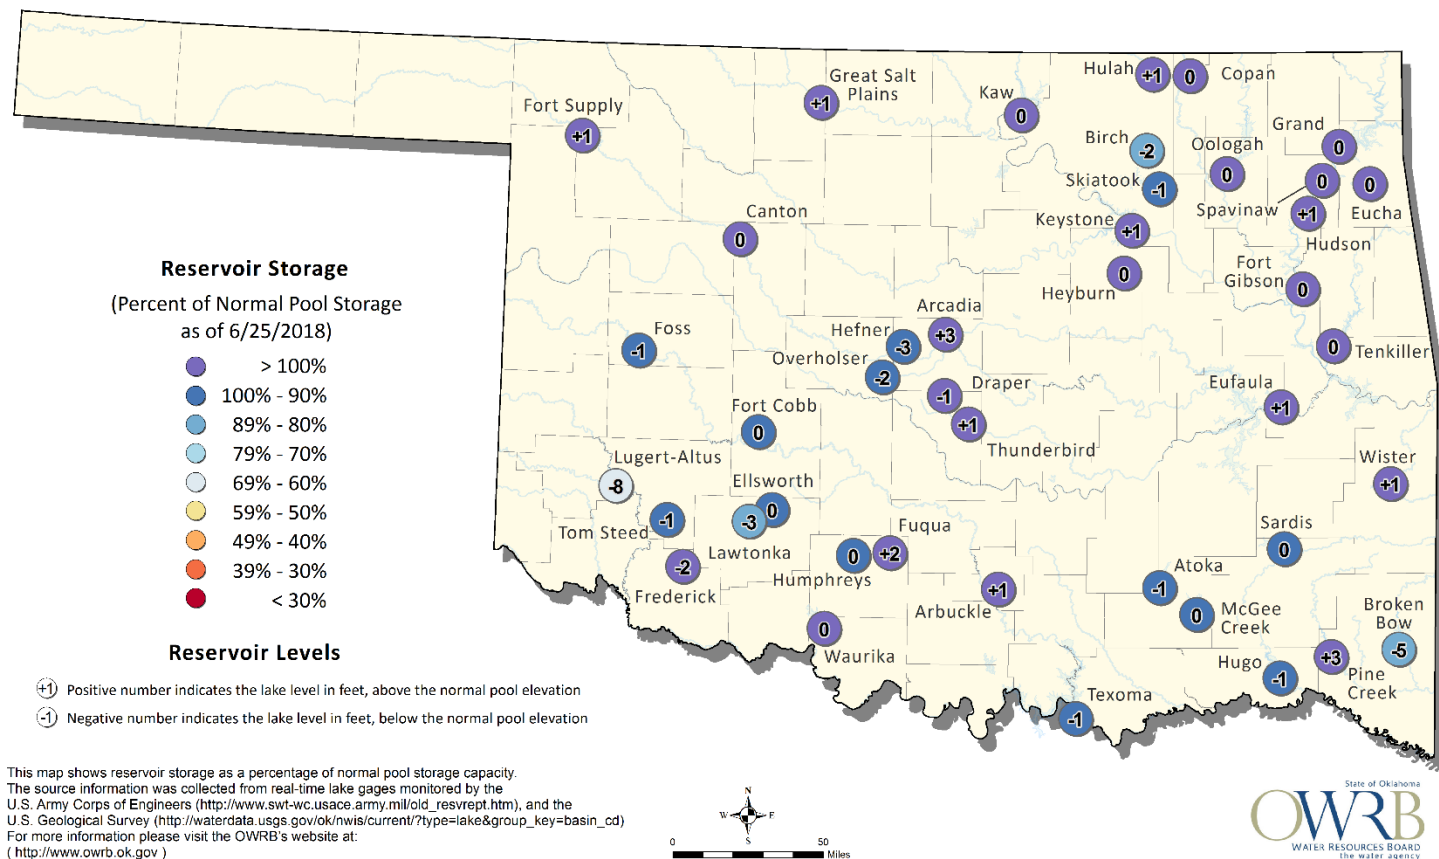 Hulah
+1
0
Copan
Great Salt
Plains
+1
Kaw
0
Fort Supply
+1
Birch
-2
Oologah
0
Grand
0
Skiatook
-1
Spavinaw
0
0
Eucha
Keystone
+1
+1
Hudson
Canton
0
Heyburn
0
Fort
Gibson
0
Reservoir Storage
(Percent of Normal Pool Storage
as of 6/25/2018)
> 100%
100% - 90%
89% - 80%
79% - 70%
69% - 60%
59% - 50%
49% - 40%
39% - 30%
< 30%
Foss
-1
Arcadia
+3
Hefner
-3
Overholser
-2
Tenkiller
0
Draper
-1
Eufaula
+1
Fort Cobb
0
+1
Thunderbird
Lugert-Altus
-8
Ellsworth
0
Wister
+1
Tom Steed
-1
-3
Lawtonka
Fuqua
+2
Sardis
0
Humphreys
0
-2
Frederick
Atoka
-1
Arbuckle
+1
0
McGee
Creek
Broken
Bow
-5
0
Waurika
Hugo
-1
+3
Pine
Creek
Texoma
-1
Reservoir Levels
+1 Positive number indicates the lake level in feet, above the normal pool elevation
-1 Negative number indicates the lake level in feet, below the normal pool elevation
This map shows reservoir storage as a percentage of normal pool storage capacity.
The source information was collected from real-time lake gages monitored by the
U.S. Army Corps of Engineers (http://www.swt-wc.usace.army.mil/old_resvrept.htm), and the
U.S. Geological Survey (http://waterdata.usgs.gov/ok/nwis/current/?type=lake&group_key=basin_cd)
For more information please visit the OWRB's website at:
( http://www.owrb.ok.gov )
N
W
E
S
0
50
Miles
State of Oklahoma
OWRB
WATER RESOURCES BOARD
the water agency